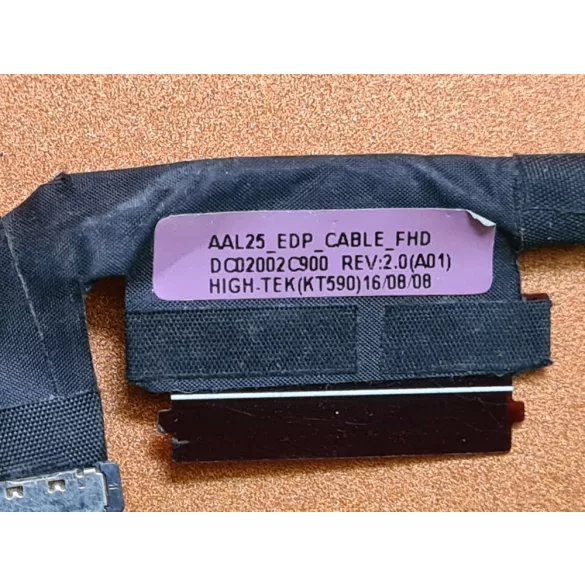 AAL25_EDP_CABLE_FHD
DC02002C900 REV:2.0(A01)
HIGH-TEK(KT590)16/08/08